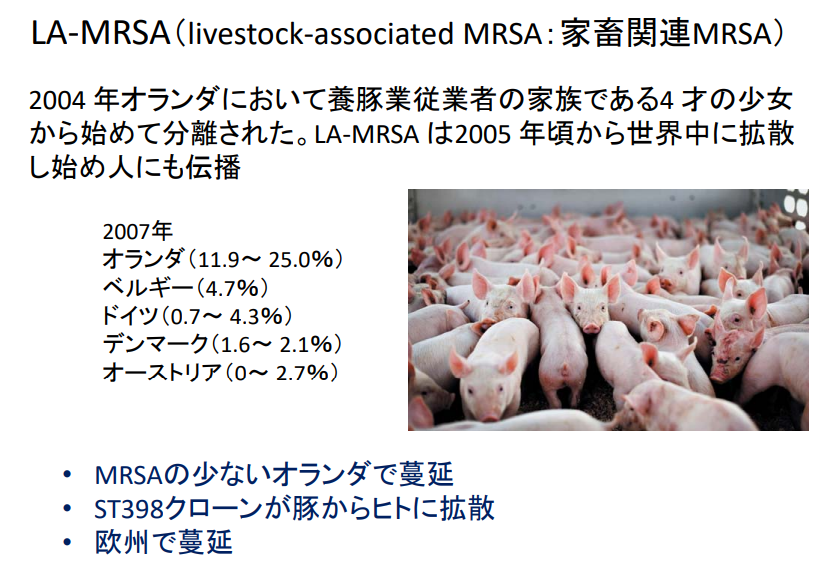 LA-MRSA（livestock-associated MRSA：家畜関連MRSA）
2004 年オランダにおいて養豚業従業者の家族である4 才の少女
から始めて分離された。LA-MRSA は2005 年頃から世界中に拡散
し始め人にも伝播
2007年
オランダ（11.9～ 25.0％）
ベルギー（4.7％）
ドイツ（0.7～ 4.3％）
デンマーク（1.6～ 2.1％）
オーストリア（0～ 2.7％）
• MRSAの少ないオランダで蔓延
• ST398クローンが豚からヒトに拡散
• 欧州で蔓延